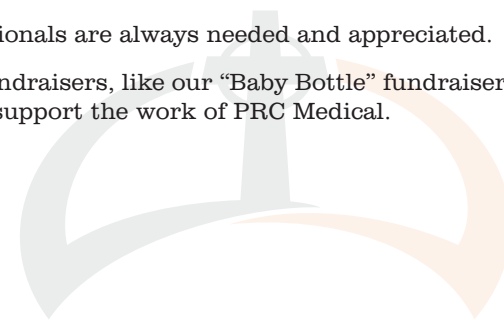 ionals are always needed and appreciated.
ndraisers, like our “Baby Bottle” fundraiser
support the work of PRC Medical.